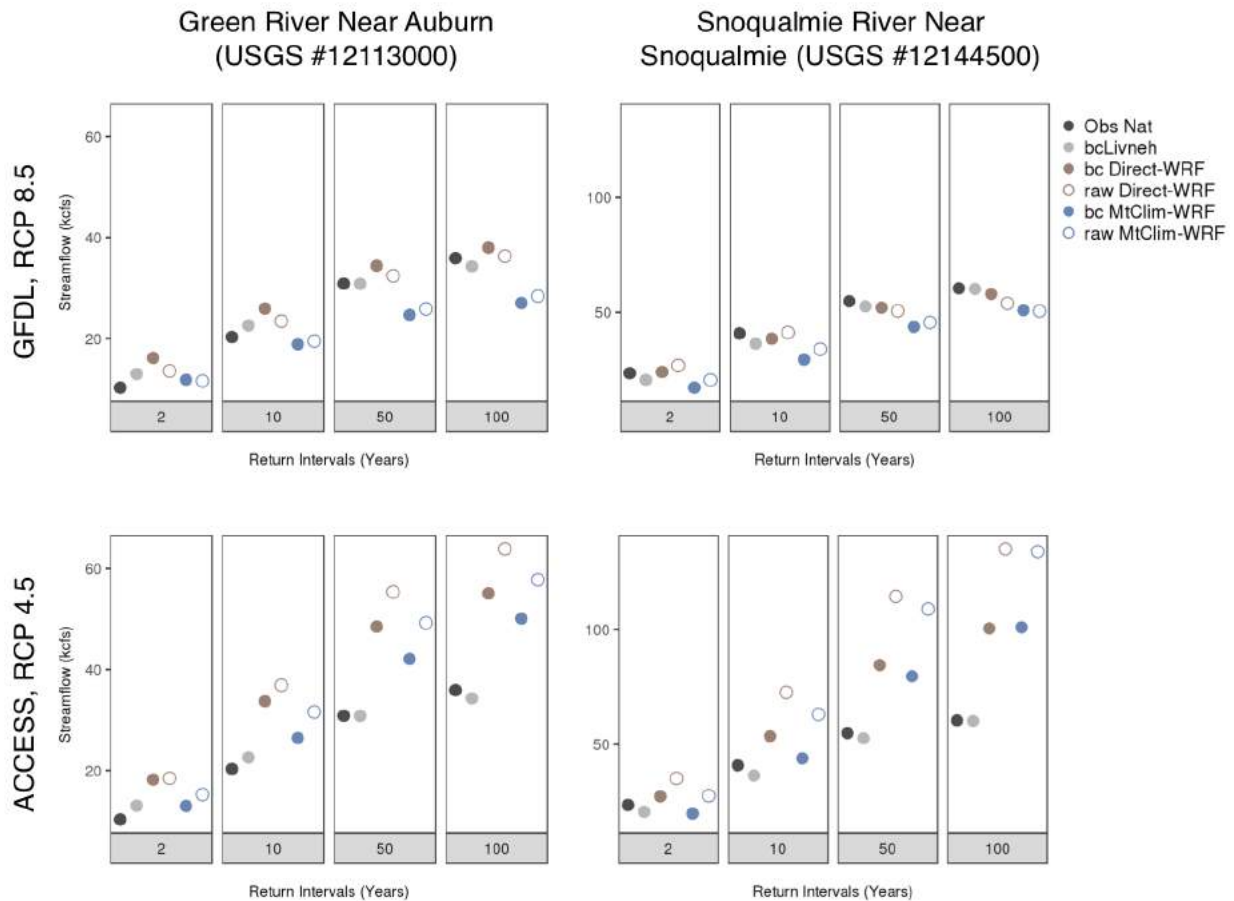 Green River Near Auburn
(USGS #12113000)
Snoqualmie River Near
Snoqualmie (USGS #12144500)
GFDL, RCP 8.5
Streamflow (kcfs)
60
40
20
2
10
50
100
Return Intervals (Years)
100
50
2
10
50
100
Return Intervals (Years)
Obs Nat
bcLivneh
bc Direct-WRF
raw Direct-WRF
bc MtClim-WRF
raw MtClim-WRF
ACCESS, RCP 4.5
Streamflow (kcfs)
60
40
20
2
10
50
100
Return Intervals (Years)
100
50
2
10
50
100
Return Intervals (Years)